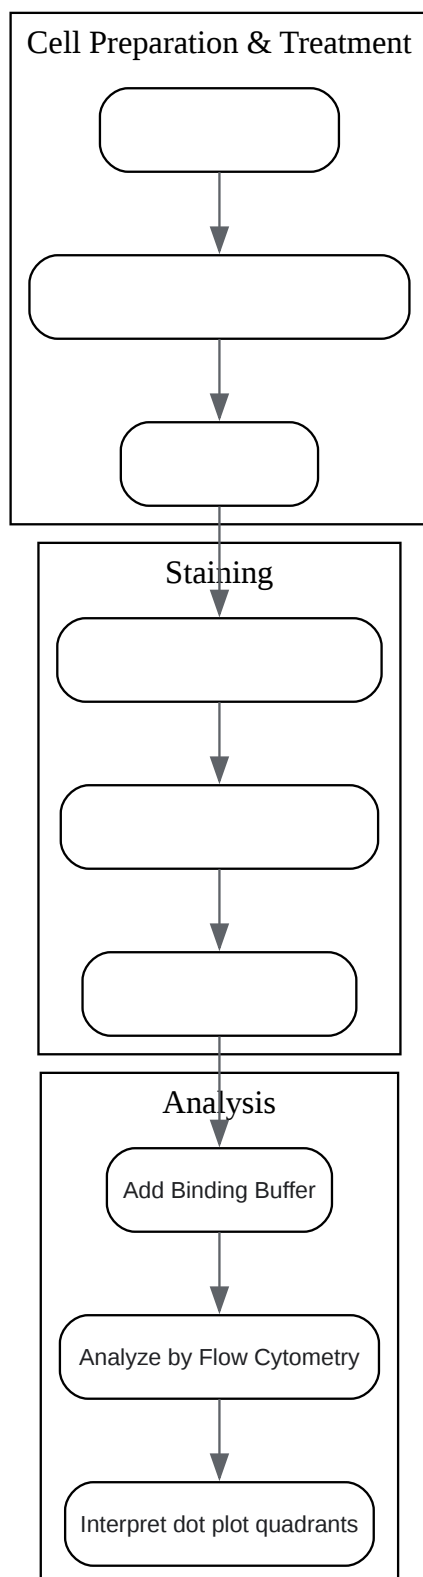 Cell Preparation & Treatment
Staining
Analysis
Add Binding Buffer
Analyze by Flow Cytometry
Interpret dot plot quadrants